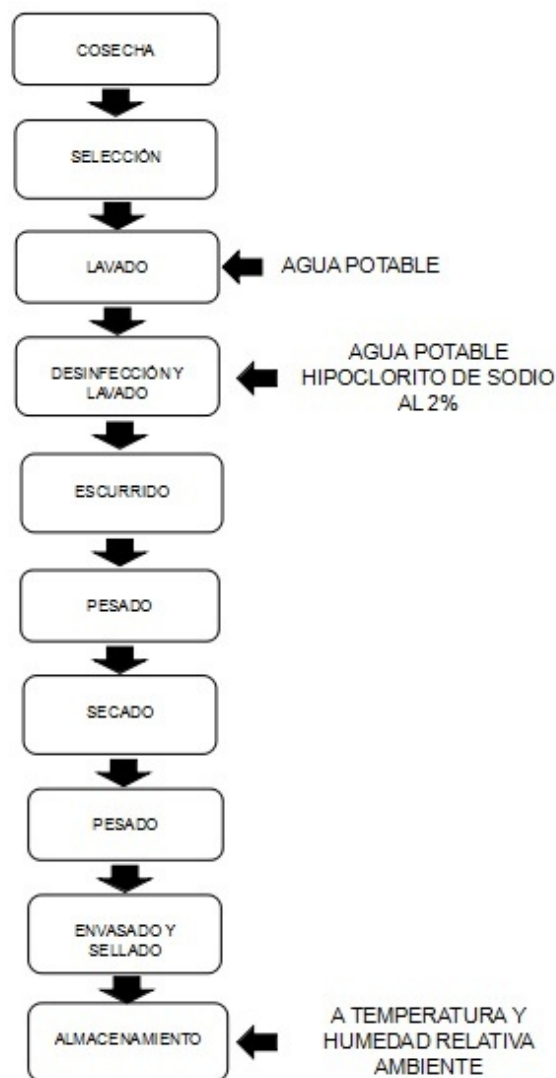 COSECHA
SELECCIÓN
LAVADO
AGUA POTABLE
DESINFECCIÓN Y
LAVADO
AGUA POTABLE
HIPOCLORITO DE SODIO
AL 2%
ESCURRIDO
PESADO
SECADO
PESADO
ENVASADO Y
SELLADO
ALMACENAMIENTO
A TEMPERATURA Y
HUMEDAD RELATIVA
AMBIENTE